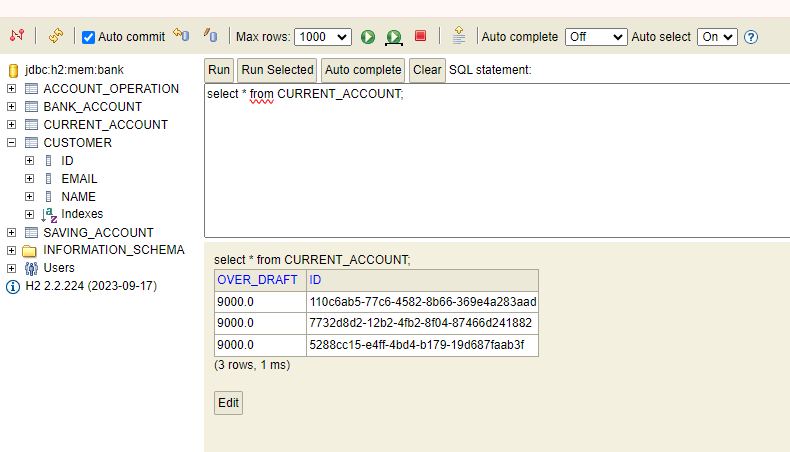 Auto commit Max rows: 1000 Auto complete Off Auto select On
jdbc:h2:mem:bank
ACCOUNT_OPERATION
BANK_ACCOUNT
CURRENT_ACCOUNT
CUSTOMER
ID
EMAIL
NAME
Indexes
SAVING_ACCOUNT
INFORMATION_SCHEMA
Users
H2 2.2.224 (2023-09-17)
Run Run Selected Auto complete Clear SQL statement:
select * from CURRENT_ACCOUNT;
select * from CURRENT_ACCOUNT;
OVER_DRAFT ID
9000.0 110c6ab5-77c6-4582-8b66-369e4a283aad
9000.0 7732d8d2-12b2-4fb2-8f04-87466d241882
9000.0 5288cc15-e4ff-4bd4-b179-19d687faab3f
(3 rows, 1 ms)
Edit